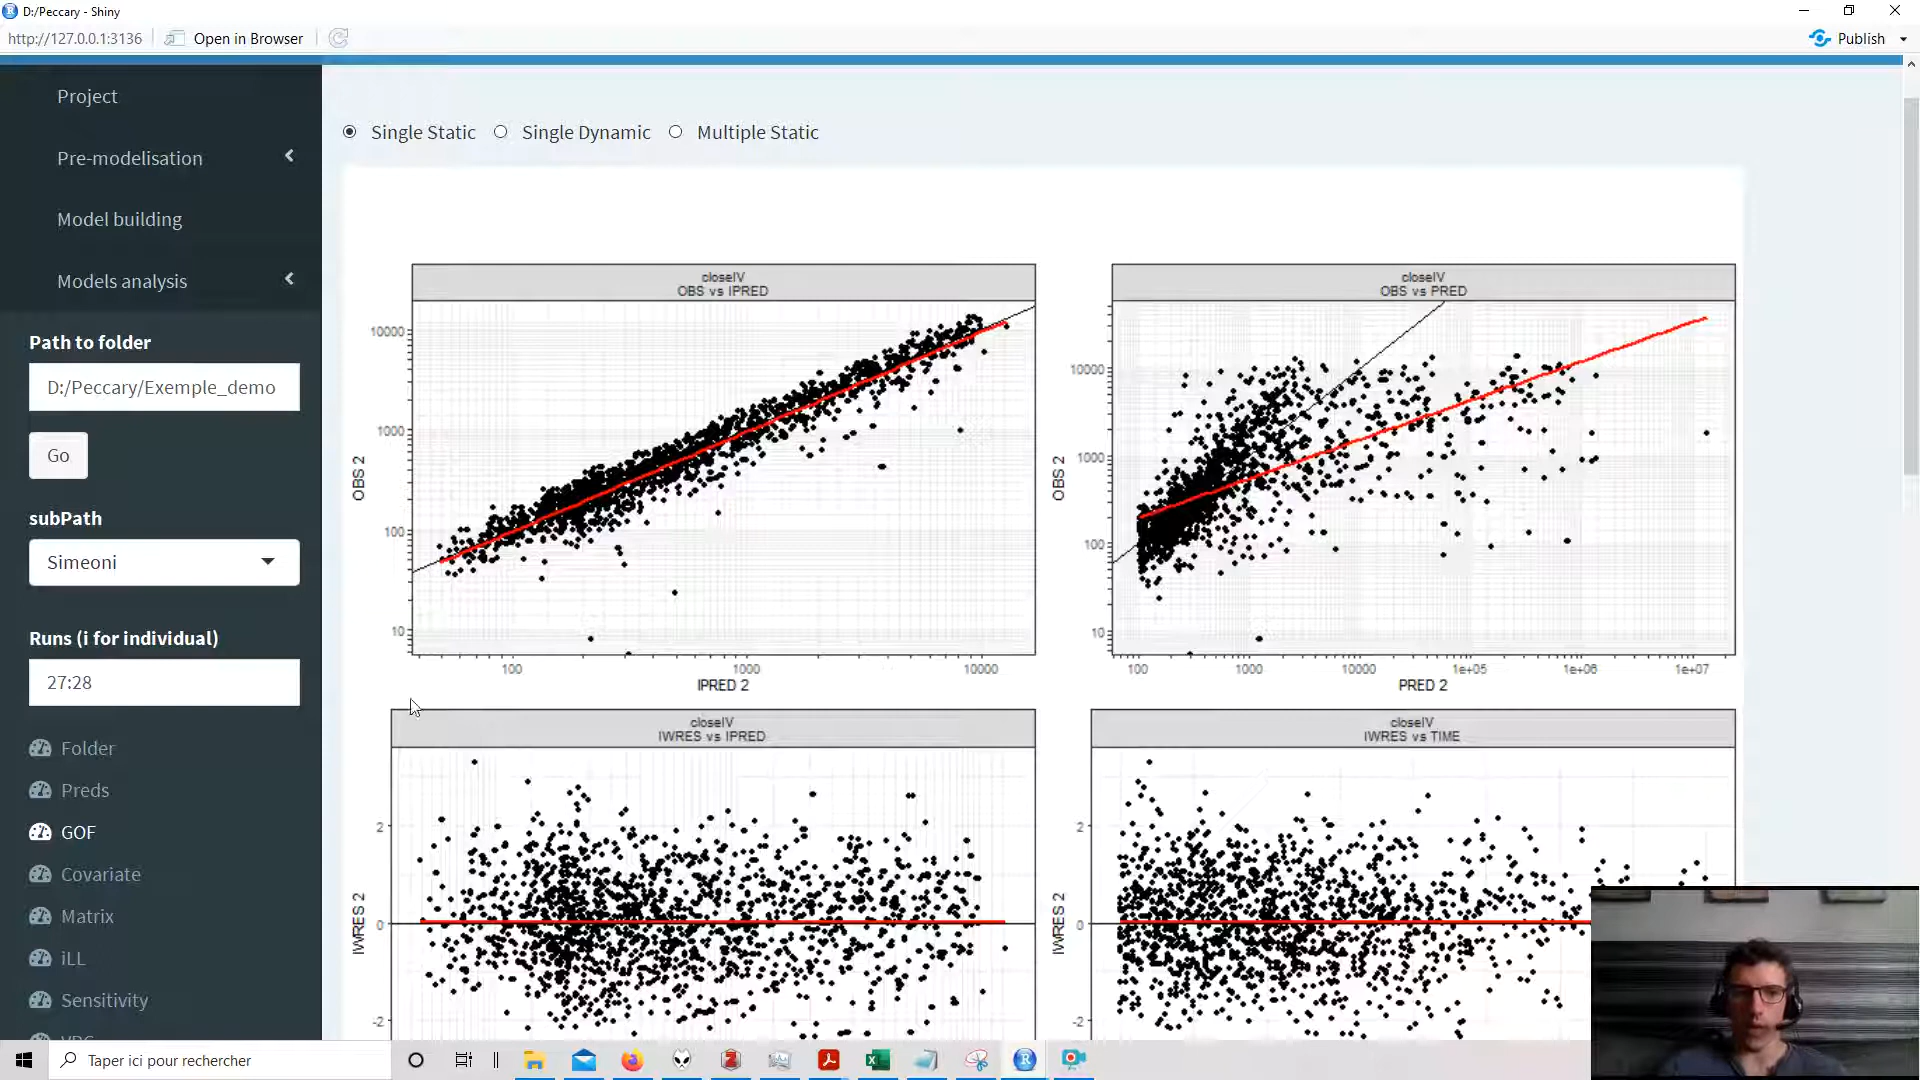 D:/Peccary - Shiny
http://127.0.0.1:3136 Open in Browser Publish
Project
Pre-modelisation
Model building
Models analysis
Path to folder
D:/Peccary/Exemple_demo
Go
subPath
Simeoni
Runs (i for individual)
27:28
Folder
Preds
GOF
Covariate
Matrix
iLL
Sensitivity
VPC
Single Static Single Dynamic Multiple Static
closeIV
OBS vs IPRED
OBS 2
10000
1000
100
10
100 1000 10000
IPRED 2
closeIV
OBS vs PRED
OBS 2
10000
1000
100
10
100 1000 10000 1e+05 1e+06 1e+07
PRED 2
closeIV
IWRES vs IPRED
IWRES 2
2
0
-2
closeIV
IWRES vs TIME
IWRES 2
2
0
-2
Taper ici pour rechercher